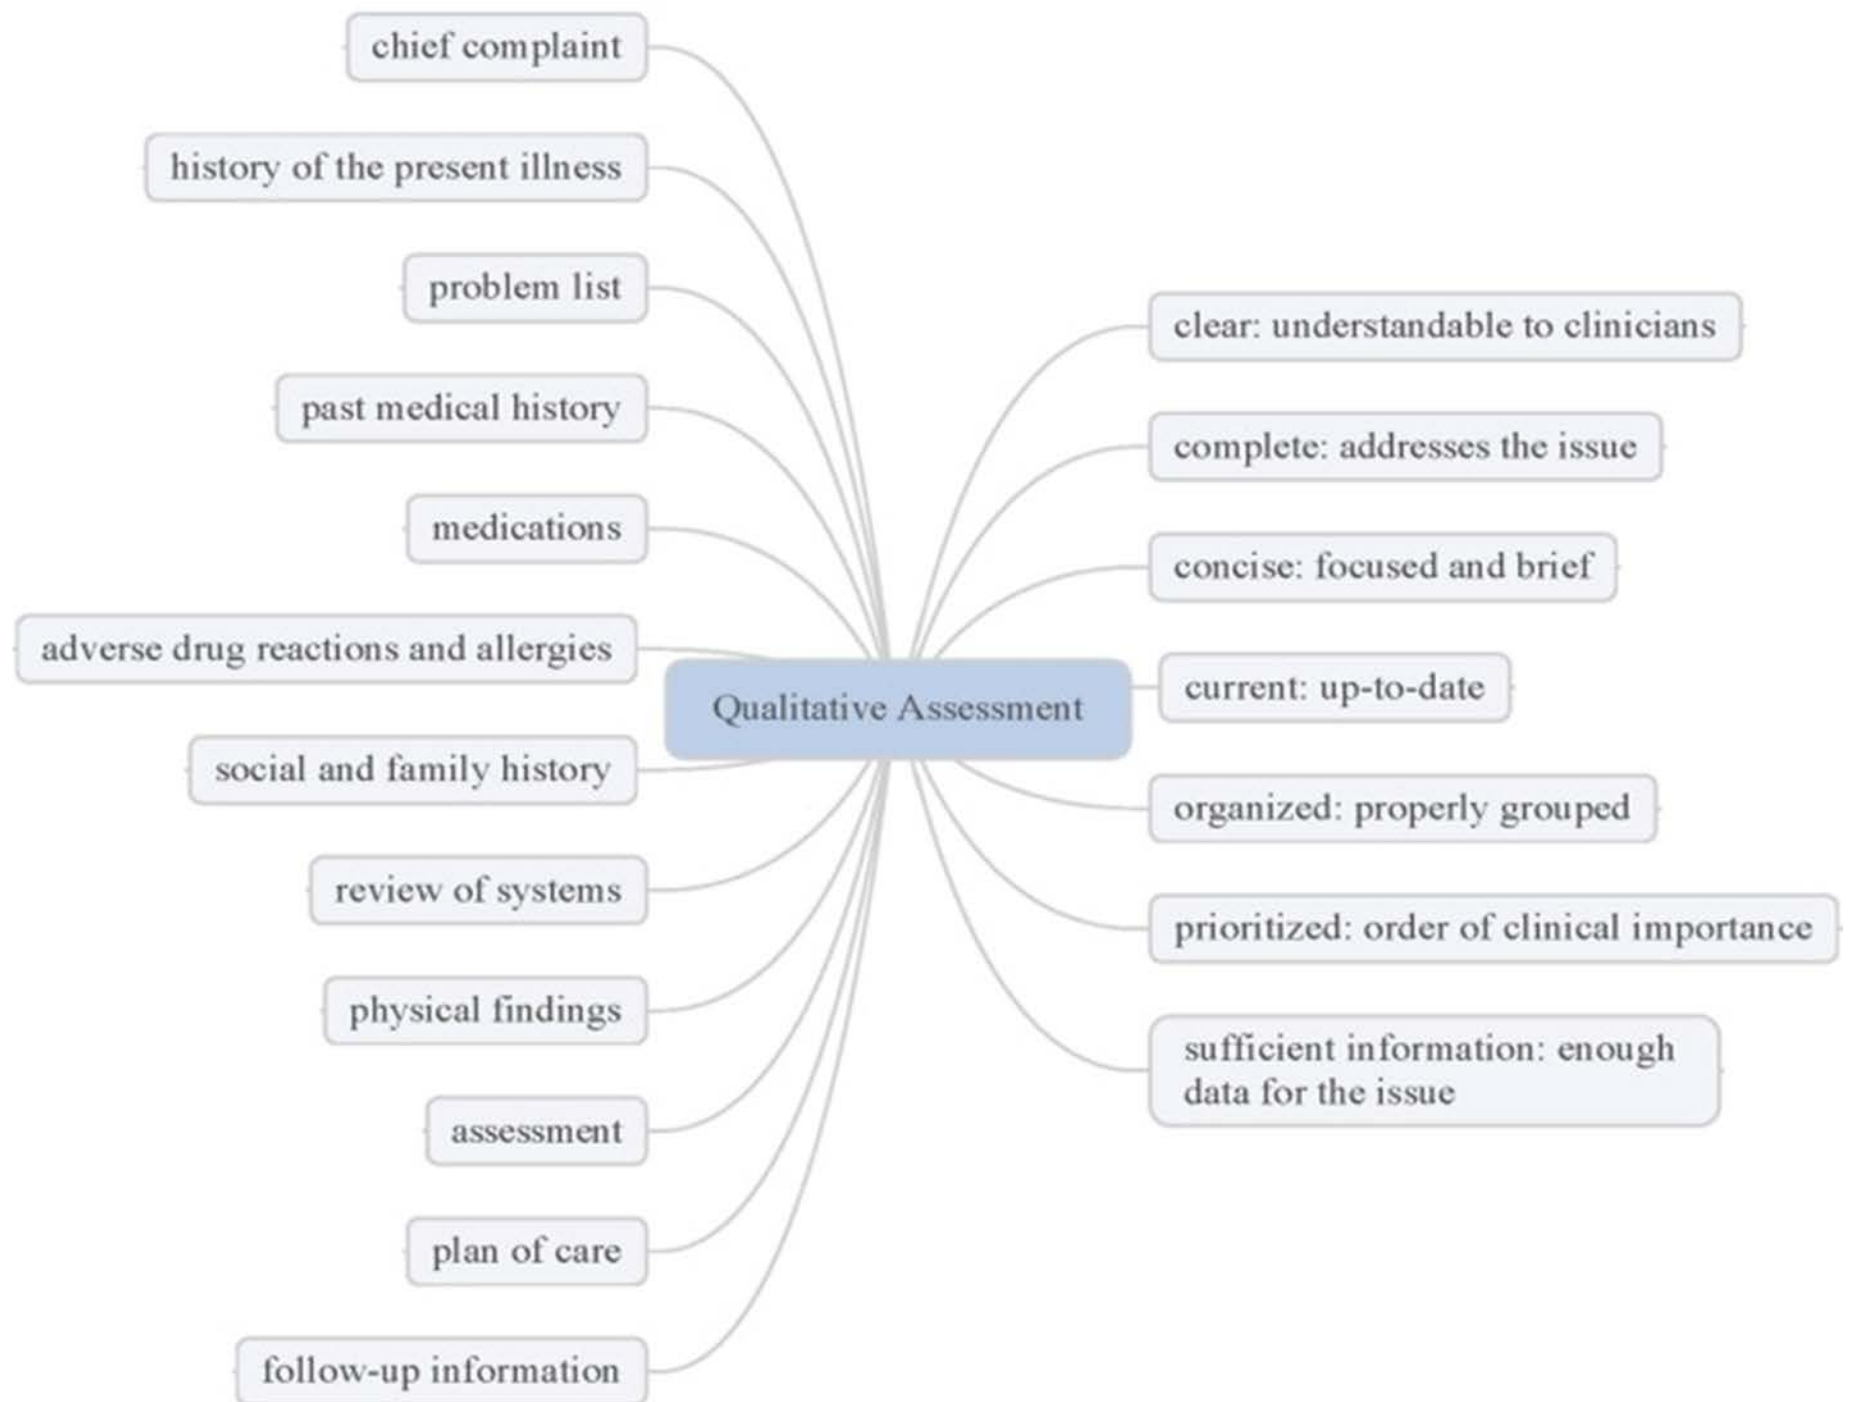 chief complaint
history of the present illness
problem list
past medical history
medications
adverse drug reactions and allergies
social and family history
review of systems
physical findings
assessment
plan of care
follow-up information
Qualitative Assessment
clear: understandable to clinicians
complete: addresses the issue
concise: focused and brief
current: up-to-date
organized: properly grouped
prioritized: order of clinical importance
sufficient information: enough
data for the issue